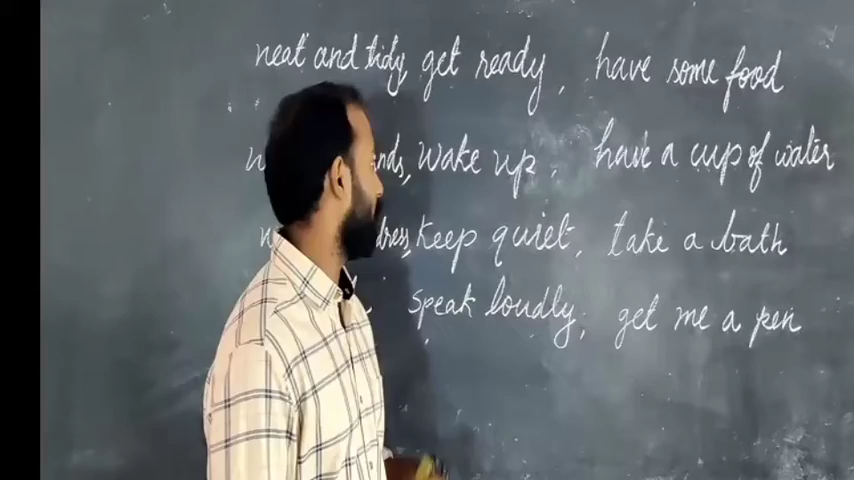 neat and tidy, get ready, have some food
wake up, have a cup of water
keep quiet, take a bath
speak loudly, get me a pen